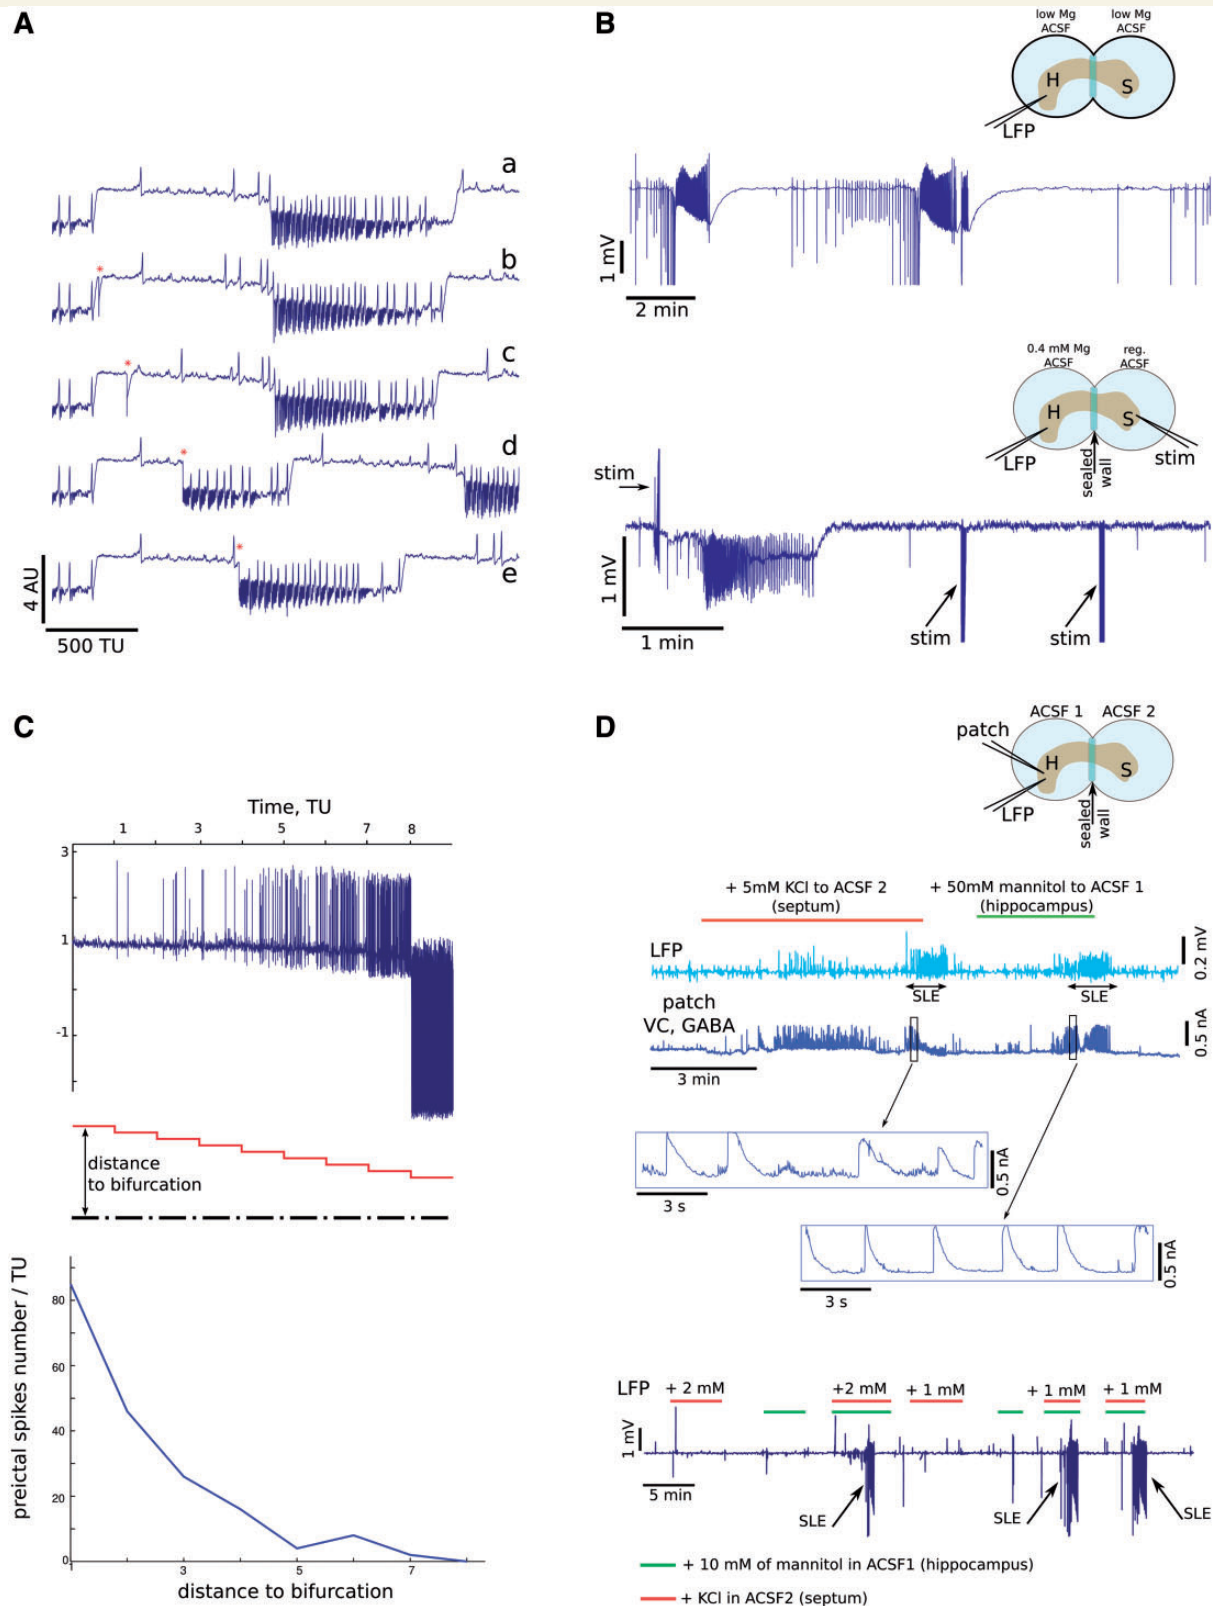 A
a
b
*
c
*
d
*
e
*
4 AU
500 TU
B
low Mg
ACSF
low Mg
ACSF
H
S
LFP
1 mV
2 min
0.4 mM Mg
ACSF
reg.
ACSF
H
S
LFP
sealed
wall
stim
stim
1 mV
1 min
stim
stim
C
Time, TU
1 3 5 7 8
3
1
-1
distance
to bifurcation
preictal spikes number / TU
80
60
40
20
0
1 3 5 7
distance to bifurcation
D
ACSF 1 ACSF 2
patch
H
S
LFP
sealed
wall
+ 5mM KCl to ACSF 2
(septum)
+ 50mM mannitol to ACSF 1
(hippocampus)
LFP
0.2 mV
SLE
SLE
patch
VC, GABA
0.5 nA
3 min
0.5 nA
3 s
0.5 nA
3 s
LFP
+ 2 mM
+2 mM
+ 1 mM
+ 1 mM
+ 1 mM
1 mV
5 min
SLE
SLE
SLE
+ 10 mM of mannitol in ACSF1 (hippocampus)
+ KCl in ACSF2 (septum)